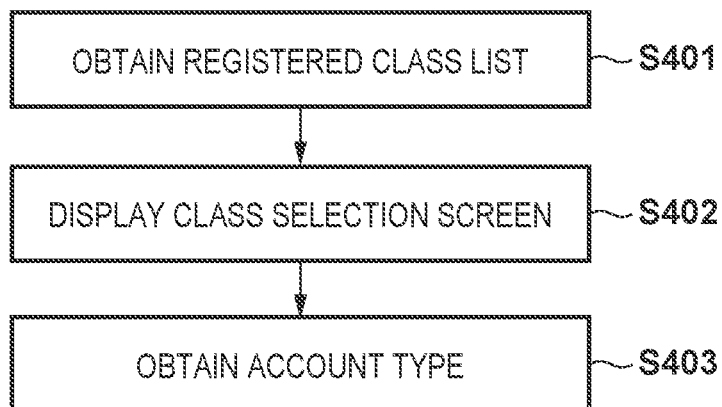 OBTAIN REGISTERED CLASS LIST S401
DISPLAY CLASS SELECTION SCREEN S402
OBTAIN ACCOUNT TYPE S403